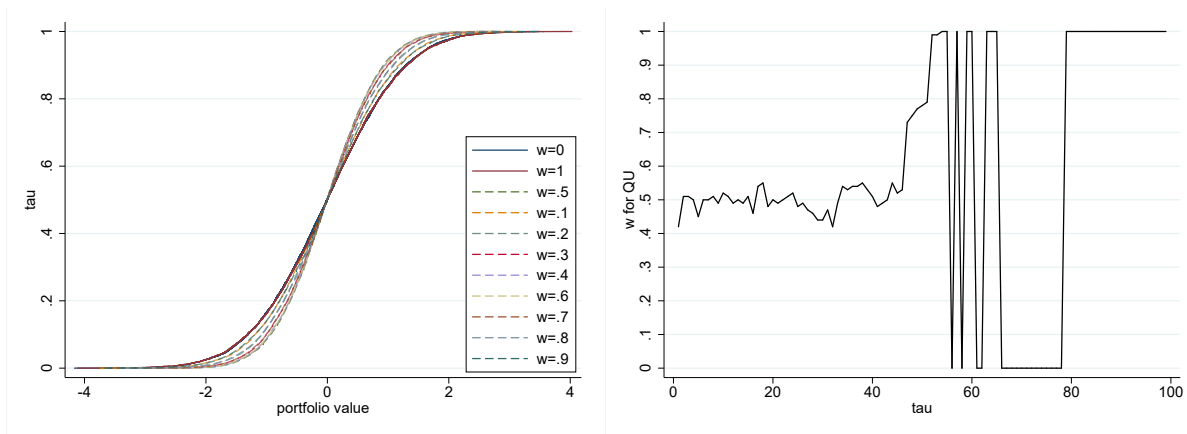 1
.8
.6
.4
.2
0
tau
-4
-2
0
2
4
portfolio value
w=0
w=1
w=.5
w=.1
w=.2
w=.3
w=.4
w=.6
w=.7
w=.8
w=.9
1
.9
.8
.7
.6
.5
.4
.3
.2
.1
0
w for QU
0
20
40
60
80
100
tau